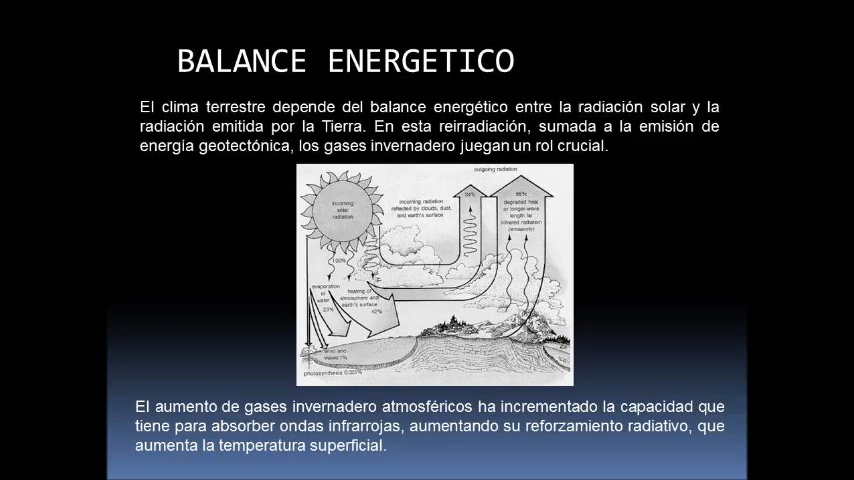 BALANCE ENERGETICO
El clima terrestre depende del balance energético entre la radiación solar y la
radiación emitida por la Tierra. En esta reirradiación, sumada a la emisión de
energía geotectónica, los gases invernadero juegan un rol crucial.
outgoing radiation
incoming
solar
radiation
incoming radiation
reflected by clouds, dust,
and earth's surface
34%
66%
degraded heat
or longer-wave
length far
infrared radiation
(emissivity)
100%
evaporation
of
water
23%
heating of
atmosphere and
earth's surface
42%
wind and
waves 1%
photosynthesis 0.023%
El aumento de gases invernadero atmosféricos ha incrementado la capacidad que
tiene para absorber ondas infrarrojas, aumentando su reforzamiento radiativo, que
aumenta la temperatura superficial.